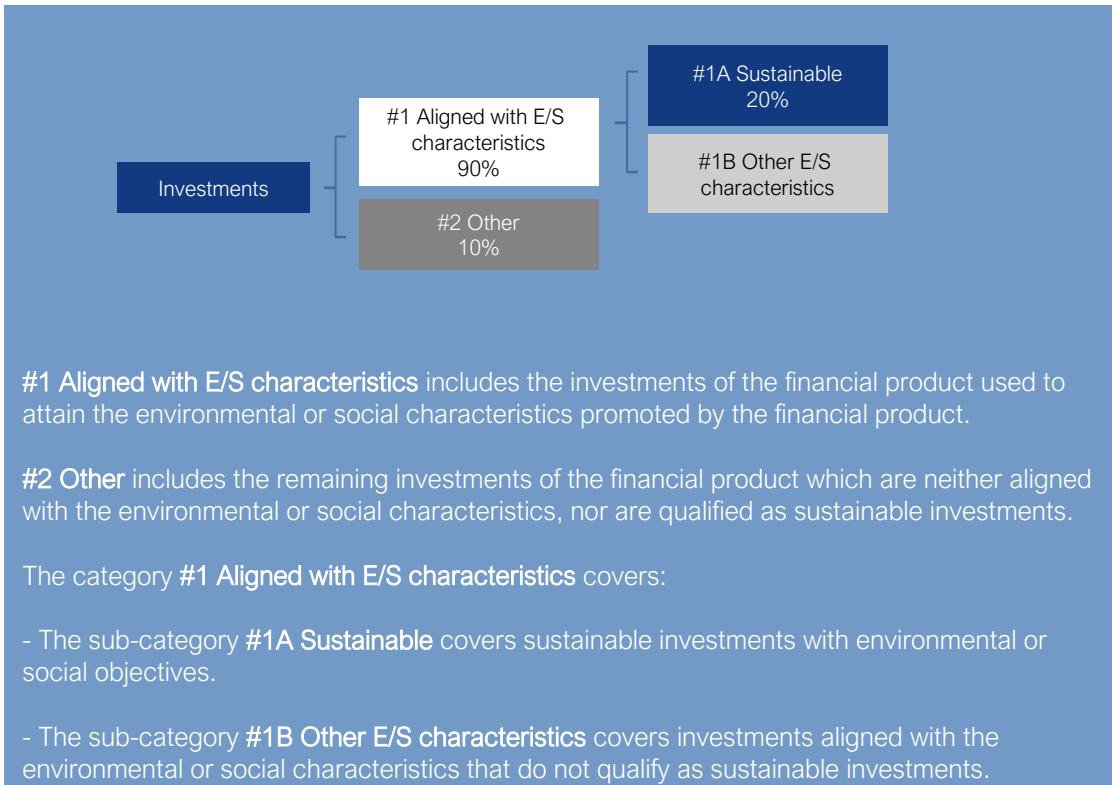 #1A Sustainable
20%
#1 Aligned with E/S
characteristics
90%
#1B Other E/S
characteristics
Investments
#2 Other
10%
#1 Aligned with E/S characteristics includes the investments of the financial product used to
attain the environmental or social characteristics promoted by the financial product.
#2 Other includes the remaining investments of the financial product which are neither aligned
with the environmental or social characteristics, nor are qualified as sustainable investments.
The category #1 Aligned with E/S characteristics covers:
- The sub-category #1A Sustainable covers sustainable investments with environmental or
social objectives.
- The sub-category #1B Other E/S characteristics covers investments aligned with the
environmental or social characteristics that do not qualify as sustainable investments.